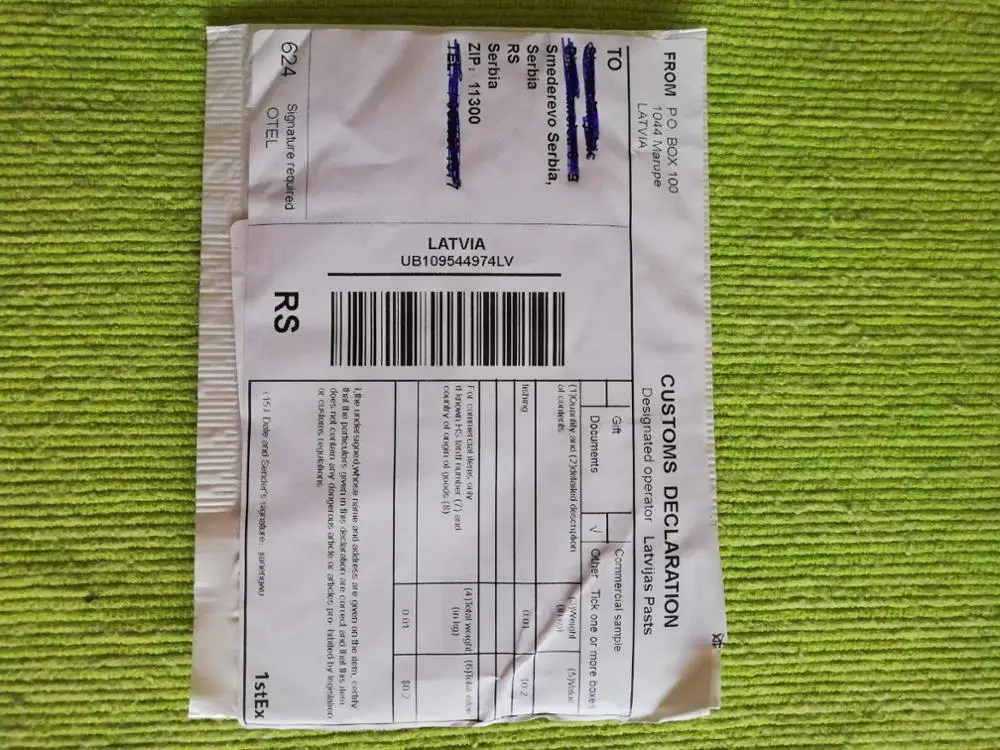 FROM P.O. BOX 100
1044 Marupe
LATVIA
TO
Smederevo Serbia,
Serbia
RS
Serbia
ZIP: 11300
TEL:
624 Signature required
OTEL
LATVIA
UB109544974LV
RS
CUSTOMS DECLARATION
Designated operator Latvijas Pasts
Gift
Commercial sample
Documents
√ Other Tick one or more boxes
(1)Quantity and (2)detailed description
of contents
(3)Weight
(in kg)
(5)Value
fishing
0.01
$0.2
For commercial items only
If known HS tariff number (7) and
country of origin of goods (8)
(4)Total weight
(in kg)
(6)Total value
0.01
$0.2
I,the undersigned,whose name and address are given on the item, certify
that the particulars given in this declaration are correct and that this item
does not contain any dangerous article or articles pro- hibited by legislation
or customs regulations
(15) Date and Sender's signature:
1stEx